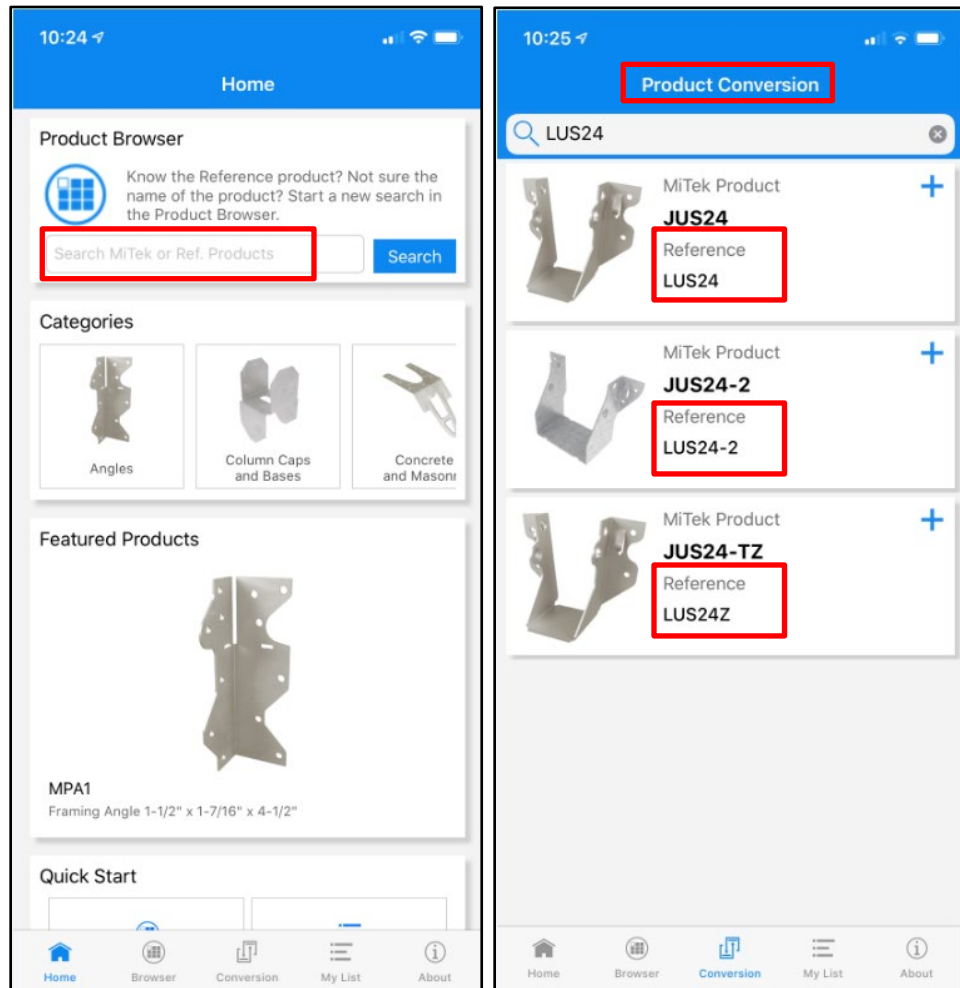 10:24
Home
Product Browser
Know the Reference product? Not sure the
name of the product? Start a new search in
the Product Browser.
Search MiTek or Ref. Products
Search
Categories
Angles
Column Caps
and Bases
Concrete
and Mason
Featured Products
MPA1
Framing Angle 1-1/2" x 1-7/16" x 4-1/2"
Quick Start
Home
Browser
Conversion
My List
About
10:25
Product Conversion
LUS24
MiTek Product
JUS24
Reference
LUS24
MiTek Product
JUS24-2
Reference
LUS24-2
MiTek Product
JUS24-TZ
Reference
LUS24Z
Home
Browser
Conversion
My List
About